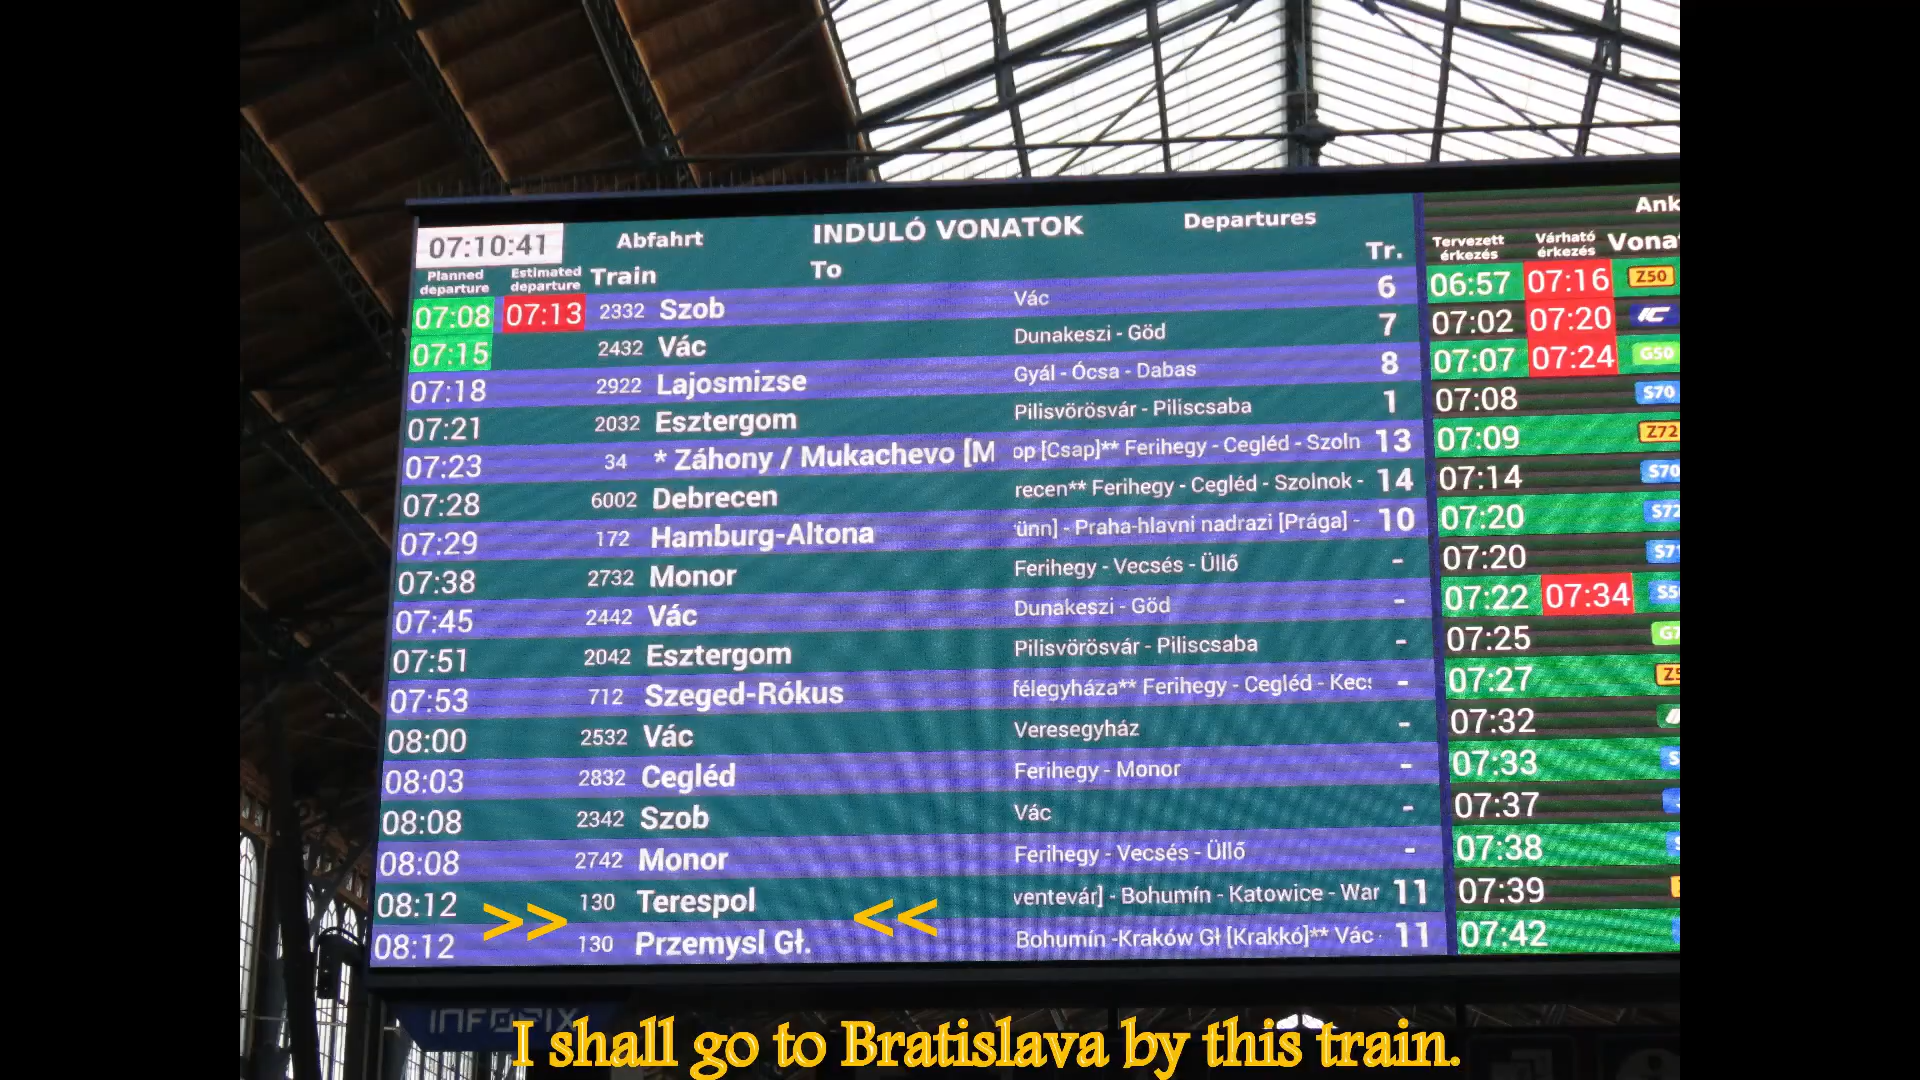 07:10:41 Abfahrt INDULÓ VONATOK Departures
Planned departure Estimated departure Train To Tr.
07:08 07:13 2332 Szob Vác 6
07:15 2432 Vác Dunakeszi - Göd 7
07:18 2922 Lajosmizse Gyál - Ócsa - Dabas 8
07:21 2032 Esztergom Pilisvörösvár - Piliscsaba 1
07:23 34 * Záhony / Mukachevo [M op [Csap]** Ferihegy - Cegléd - Szoln 13
07:28 6002 Debrecen recen** Ferihegy - Cegléd - Szolnok - 14
07:29 172 Hamburg-Altona ünn] - Praha-hlavni nadrazi [Prága] - 10
07:38 2732 Monor Ferihegy - Vecsés - Üllő -
07:45 2442 Vác Dunakeszi - Göd -
07:51 2042 Esztergom Pilisvörösvár - Piliscsaba -
07:53 712 Szeged-Rókus félegyháza** Ferihegy - Cegléd - Kecs -
08:00 2532 Vác Veresegyház -
08:03 2832 Cegléd Ferihegy - Monor -
08:08 2342 Szob Vác -
08:08 2742 Monor Ferihegy - Vecsés - Üllő -
08:12 130 Terespol ventevár] - Bohumín - Katowice - War 11
>> <<
08:12 130 Przemysl Gł. Bohumín -Kraków Gł [Krakkó]** Vác - 11
Ank
Tervezett érkezés Várható érkezés Vona
06:57 07:16 Z50
07:02 07:20 IC
07:07 07:24 G50
07:08 S70
07:09 Z72
07:14 S70
07:20 S72
07:20 S71
07:22 07:34 S50
07:25 G7
07:27 Z5
07:32
07:33 S
07:37
07:38 S
07:39
07:42
INFOPIX
I shall go to Bratislava by this train.